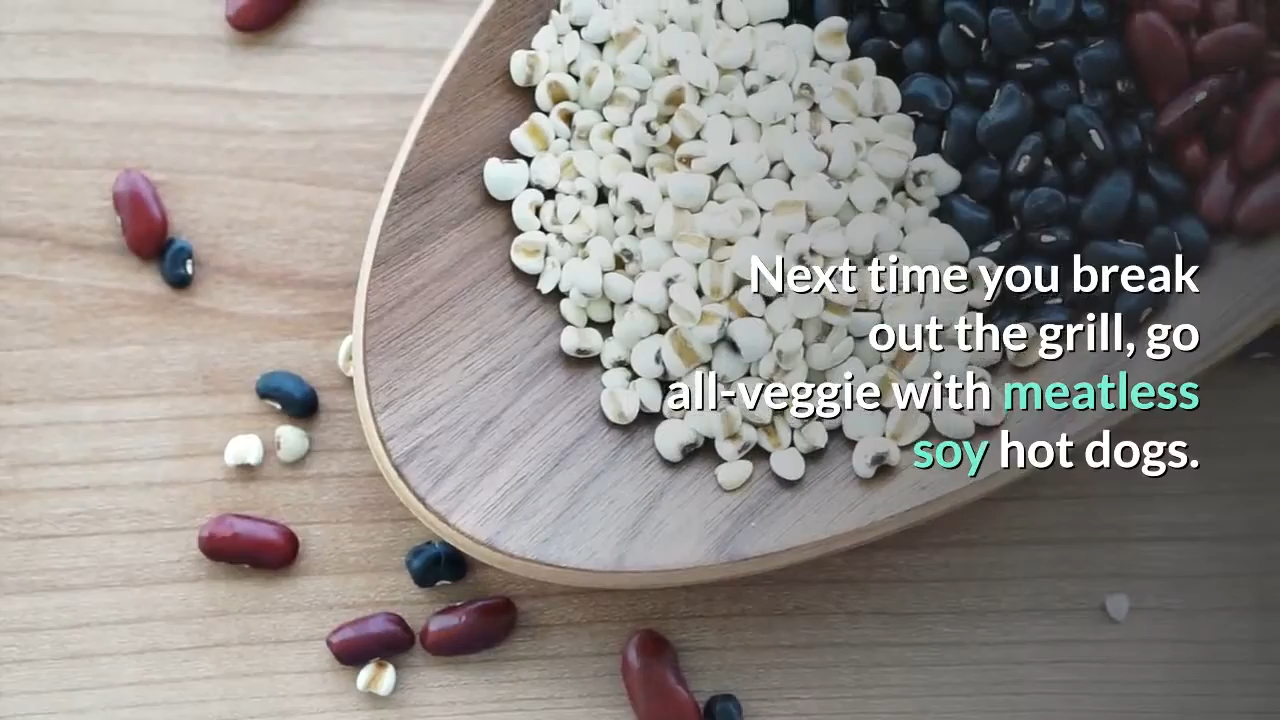 Next time you break
out the grill, go
all-veggie with meatless
soy hot dogs.